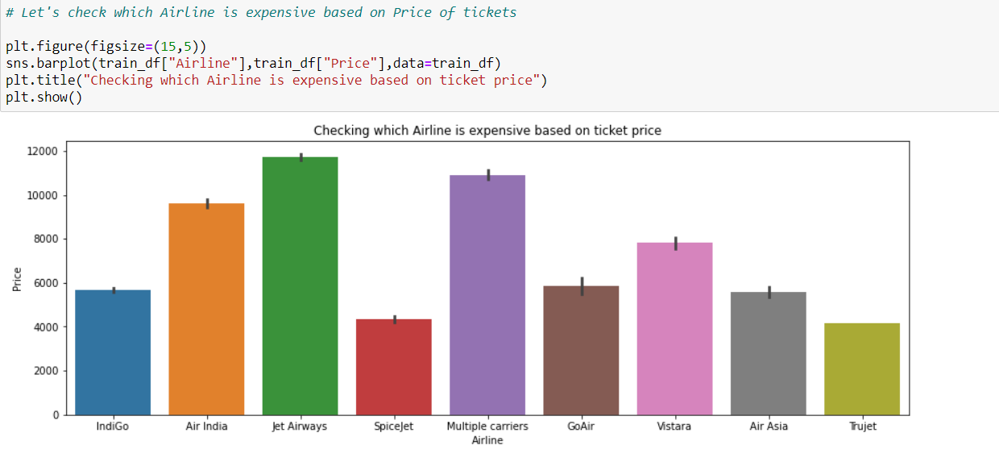 # Let's check which Airline is expensive based on Price of tickets
plt.figure(figsize=(15,5))
sns.barplot(train_df["Airline"],train_df["Price"],data=train_df)
plt.title("Checking which Airline is expensive based on ticket price")
plt.show()
Checking which Airline is expensive based on ticket price
12000
10000
8000
6000
4000
2000
0
Price
IndiGo Air India Jet Airways SpiceJet Multiple carriers GoAir Vistara Air Asia Trujet
Airline